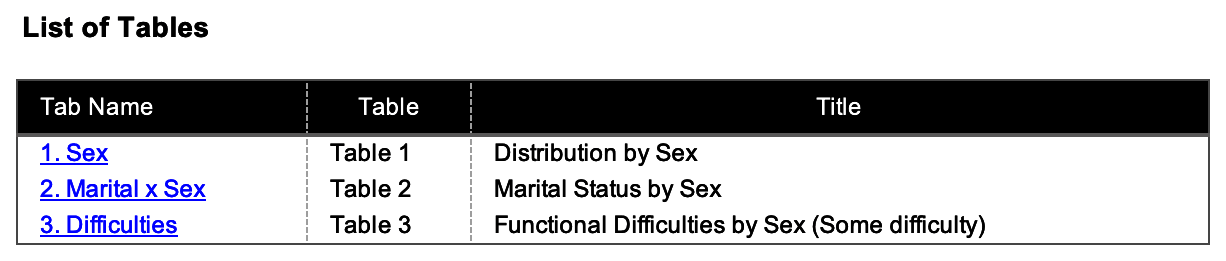 List of Tables
Tab Name Table Title
1. Sex Table 1 Distribution by Sex
2. Marital x Sex Table 2 Marital Status by Sex
3. Difficulties Table 3 Functional Difficulties by Sex (Some difficulty)